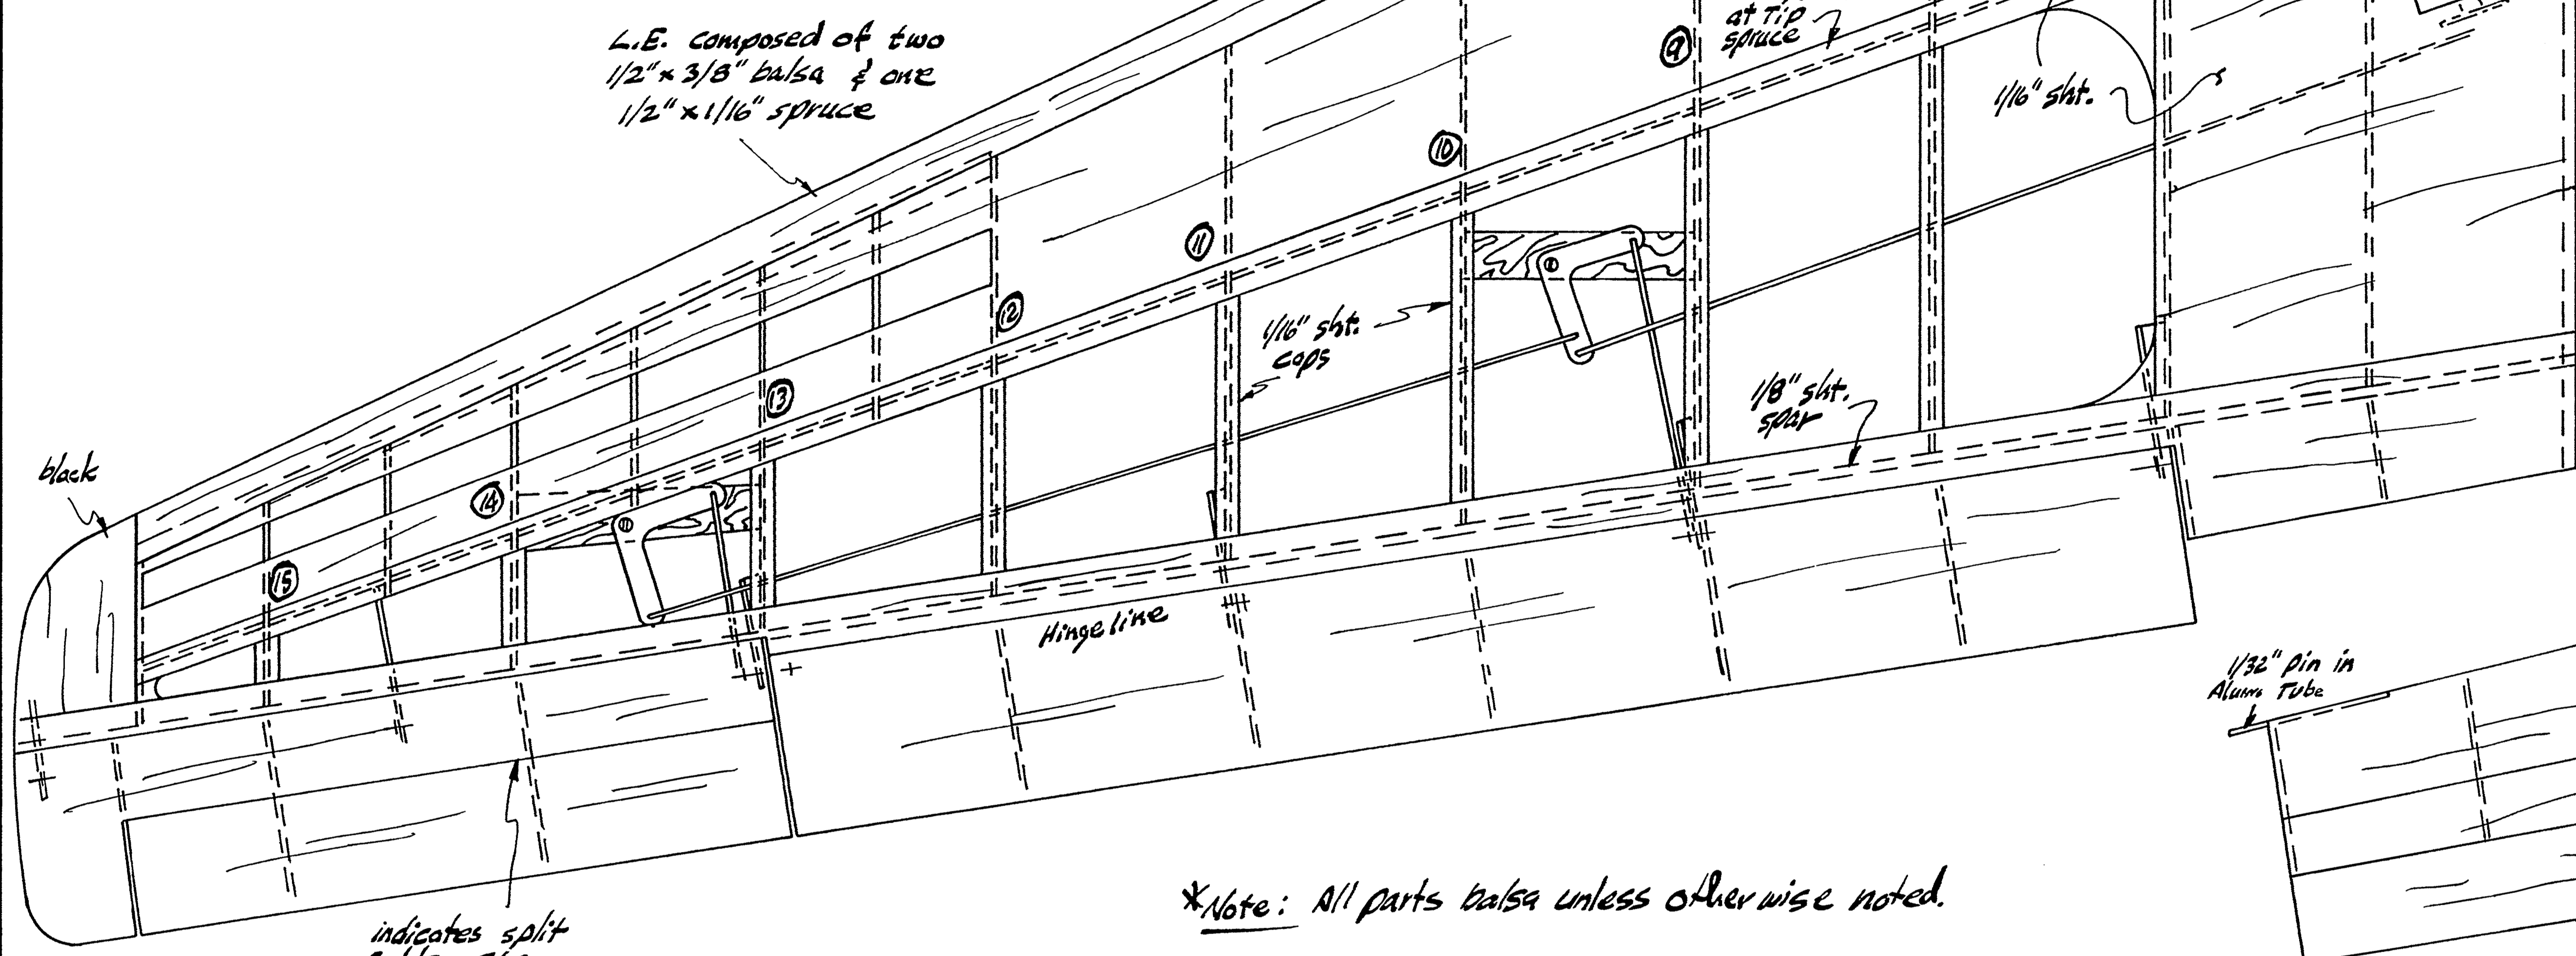 L.E. composed of two
1/2" x 3/8" balsa & one
1/2" x 1/16" spruce
at tip
spruce
9
1/16" sht.
10
11
12
1/16" sht.
caps
13
1/8" sht.
spar
14
block
15
Hinge line
1/32" pin in
Alum. Tube
*Note: All parts balsa unless otherwise noted.
indicates split